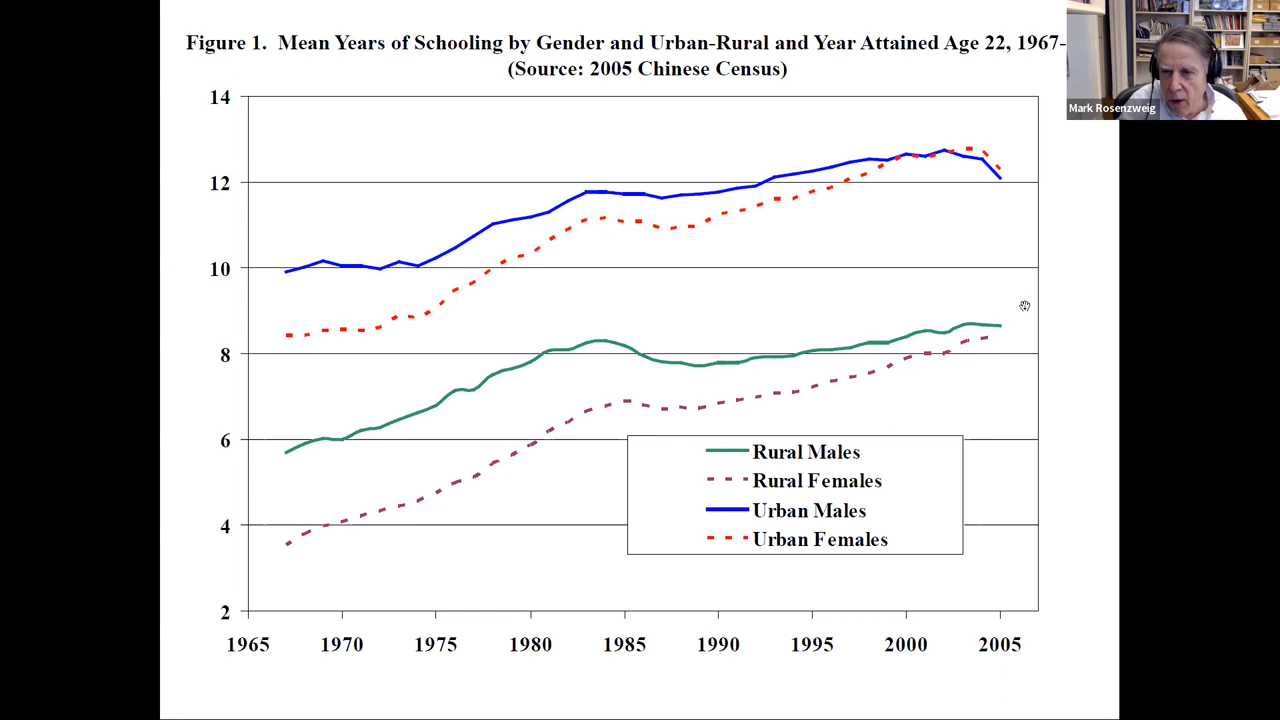 Figure 1. Mean Years of Schooling by Gender and Urban-Rural and Year Attained Age 22, 1967-
(Source: 2005 Chinese Census)
Mark Rosenzweig
14
12
10
8
6
4
2
Rural Males
Rural Females
Urban Males
Urban Females
1965 1970 1975 1980 1985 1990 1995 2000 2005